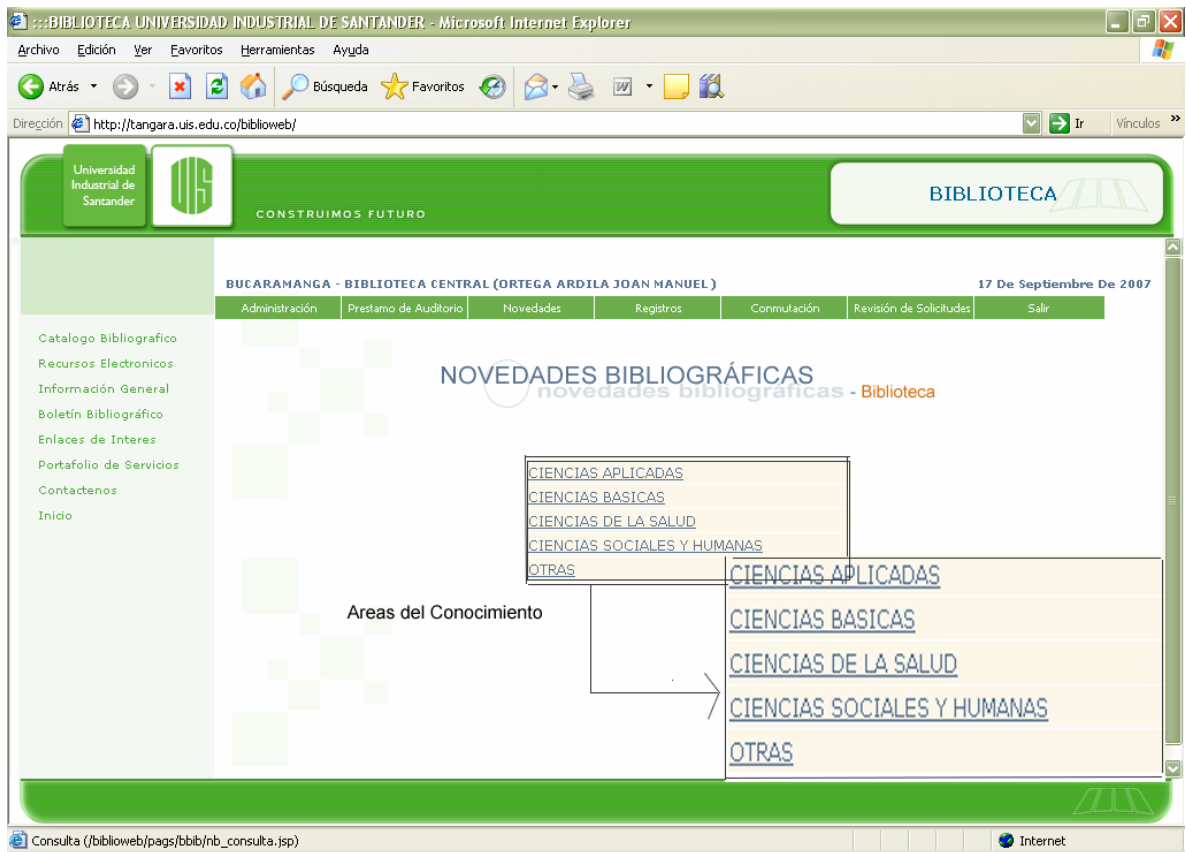 :::BIBLIOTECA UNIVERSIDAD INDUSTRIAL DE SANTANDER - Microsoft Internet Explorer
Archivo Edición Ver Favoritos Herramientas Ayuda
Atrás Búsqueda Favoritos
Dirección http://tangara.uis.edu.co/biblioweb/ Ir Vínculos »
Universidad
Industrial de
Santander
UIS
CONSTRUIMOS FUTURO
BIBLIOTECA
BUCARAMANGA - BIBLIOTECA CENTRAL (ORTEGA ARDILA JOAN MANUEL) 17 De Septiembre De 2007
Administración Prestamo de Auditorio Novedades Registros Conmutación Revisión de Solicitudes Salir
Catalogo Bibliografico
Recursos Electronicos
Información General
Boletín Bibliográfico
Enlaces de Interes
Portafolio de Servicios
Contactenos
Inicio
NOVEDADES BIBLIOGRÁFICAS
novedades bibliográficas - Biblioteca
CIENCIAS APLICADAS
CIENCIAS BASICAS
CIENCIAS DE LA SALUD
CIENCIAS SOCIALES Y HUMANAS
OTRAS
Areas del Conocimiento
CIENCIAS APLICADAS
CIENCIAS BASICAS
CIENCIAS DE LA SALUD
CIENCIAS SOCIALES Y HUMANAS
OTRAS
Consulta (/biblioweb/pags/bbib/nb_consulta.jsp) Internet